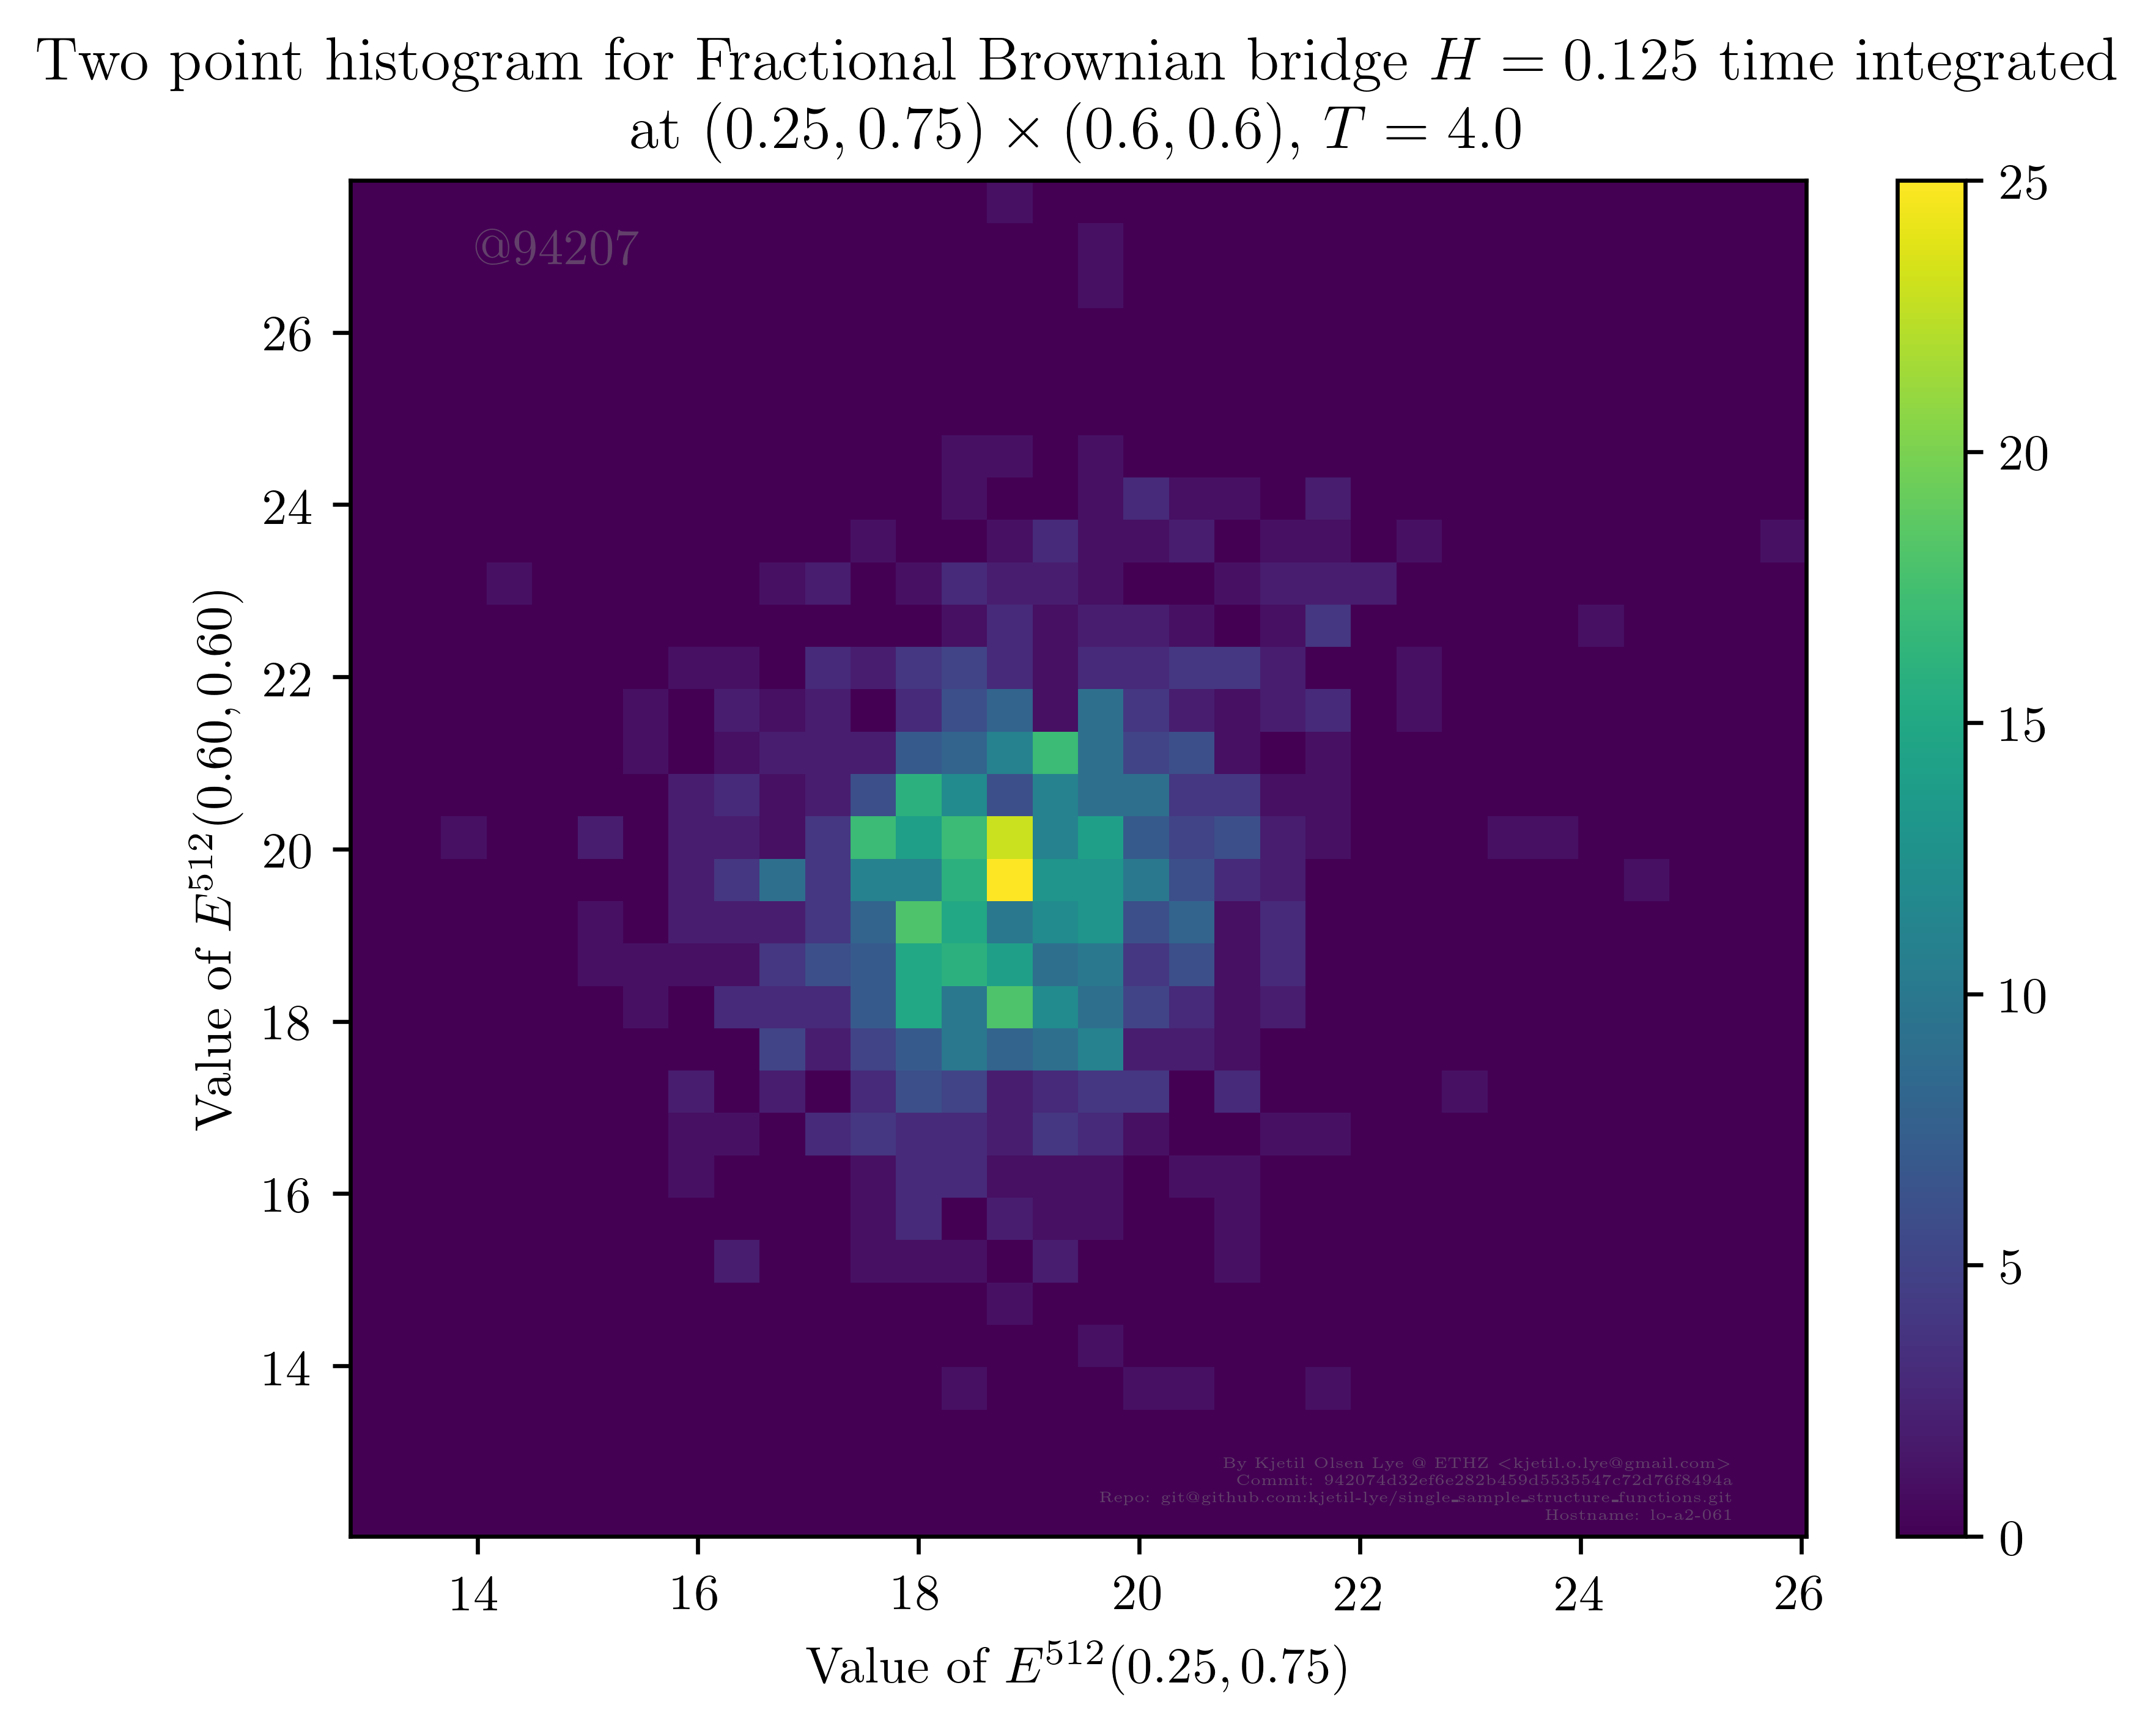 Two point histogram for Fractional Brownian bridge H = 0.125 time integrated
at (0.25, 0.75) × (0.6, 0.6), T = 4.0
@94207
25
20
15
10
5
0
26
24
22
20
18
16
14
Value of E^512(0.60, 0.60)
By Kjetil Olsen Lye @ ETHZ <kjetil.o.lye@gmail.com>
Commit: 942074d32ef6e282b459d5535547c72d76f8494a
Repo: git@github.com:kjetil-lye/single_sample_structure_functions.git
Hostname: lo-a2-061
14 16 18 20 22 24 26
Value of E^512(0.25, 0.75)